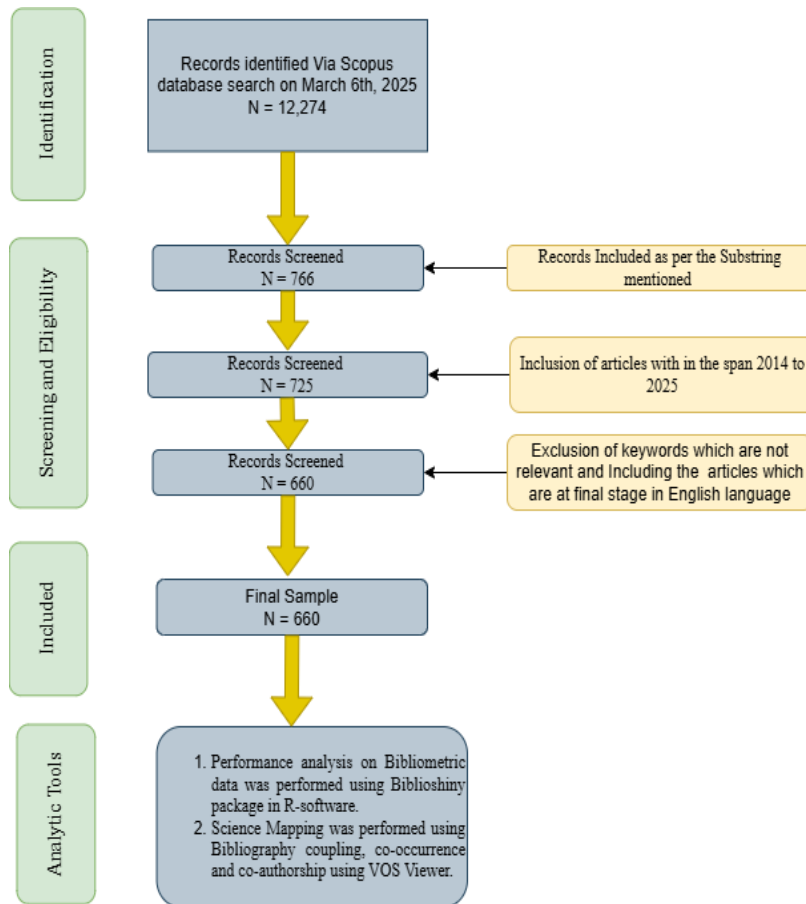 Identification
Records identified Via Scopus
database search on March 6th, 2025
N = 12,274
Screening and Eligibility
Records Screened
N = 766
Records Included as per the Substring
mentioned
Records Screened
N = 725
Inclusion of articles with in the span 2014 to
2025
Records Screened
N = 660
Exclusion of keywords which are not
relevant and Including the articles which
are at final stage in English language
Included
Final Sample
N = 660
Analytic Tools
1. Performance analysis on Bibliometric
data was performed using Biblioshiny
package in R-software.
2. Science Mapping was performed using
Bibliography coupling, co-occurrence
and co-authorship using VOS Viewer.